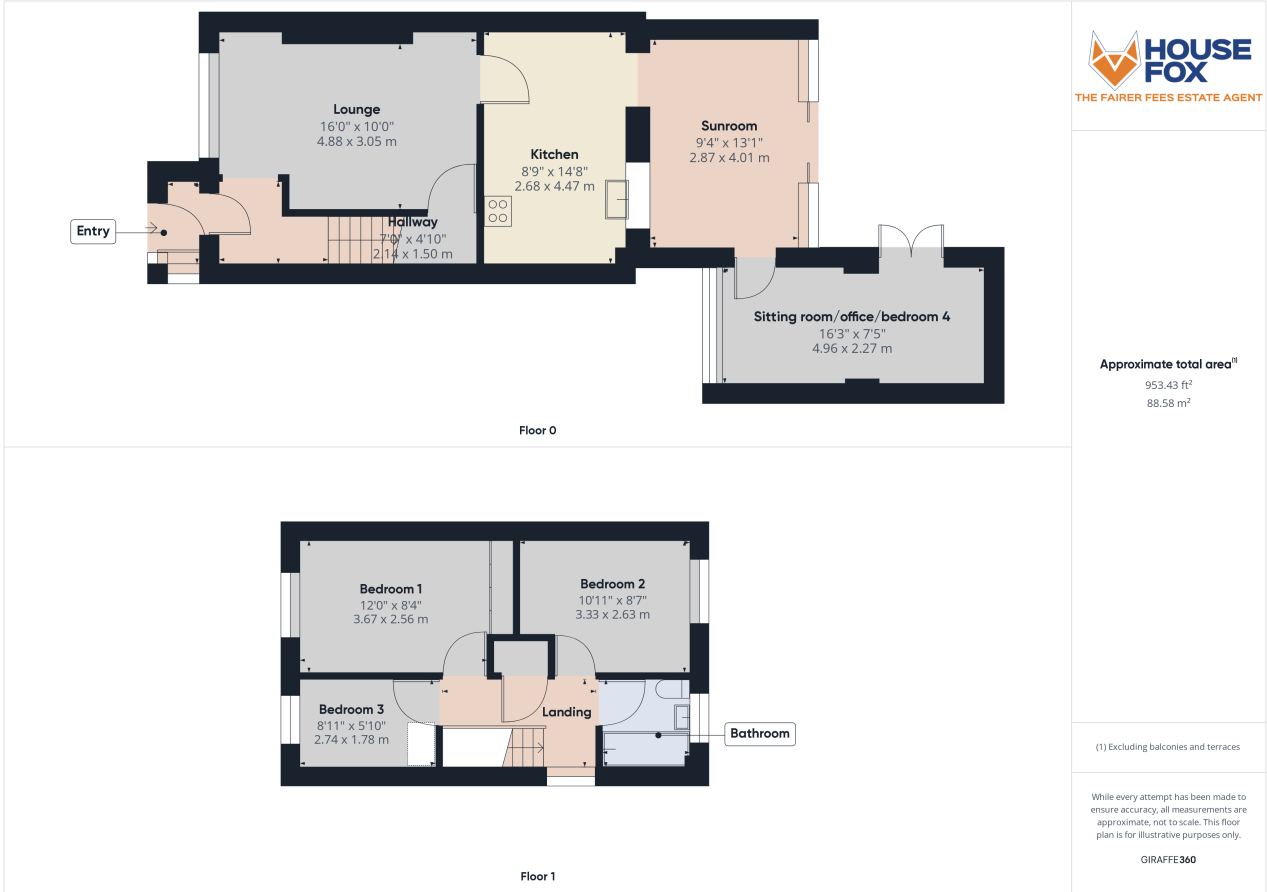 Lounge
16'0" x 10'0"
4.88 x 3.05 m
Kitchen
8'9" x 14'8"
2.68 x 4.47 m
Sunroom
9'4" x 13'1"
2.87 x 4.01 m
Entry
Hallway
7'0" x 4'10"
2.14 x 1.50 m
Sitting room/office/bedroom 4
16'3" x 7'5"
4.96 x 2.27 m
Floor 0
Bedroom 1
12'0" x 8'4"
3.67 x 2.56 m
Bedroom 2
10'11" x 8'7"
3.33 x 2.63 m
Bedroom 3
8'11" x 5'10"
2.74 x 1.78 m
Landing
Bathroom
Floor 1
HOUSE
FOX
THE FAIRER FEES ESTATE AGENT
Approximate total area(1)
953.43 ft²
88.58 m²
(1) Excluding balconies and terraces
While every attempt has been made to
ensure accuracy, all measurements are
approximate, not to scale. This floor
plan is for illustrative purposes only.
GIRAFFE360